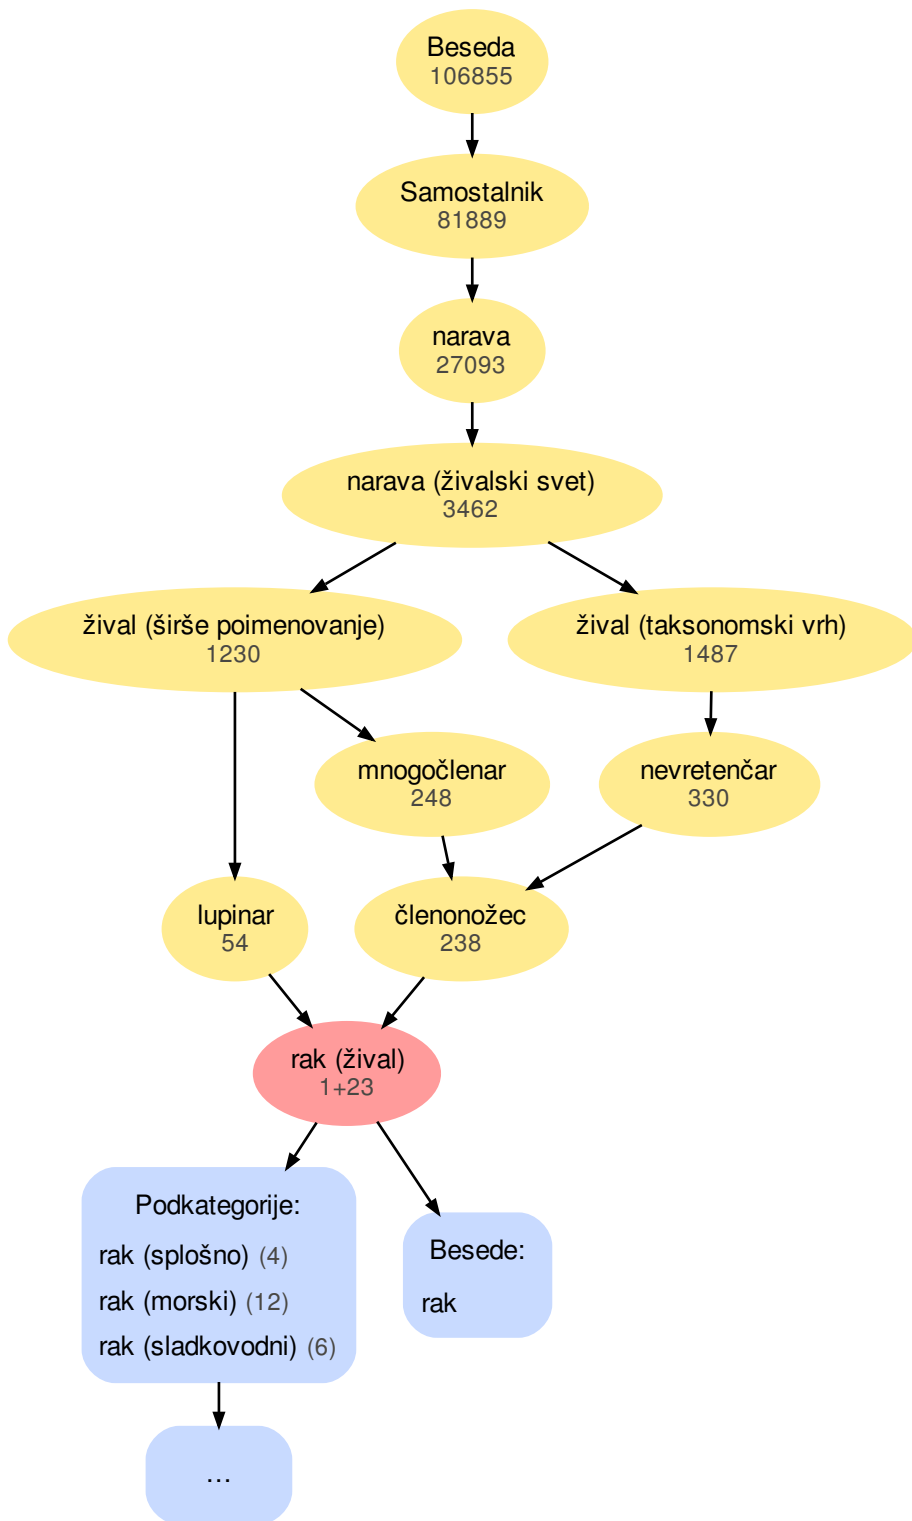 Beseda
106855
Samostalnik
81889
narava
27093
narava (živalski svet)
3462
žival (širše poimenovanje)
1230
žival (taksonomski vrh)
1487
mnogočlenar
248
nevretenčar
330
lupinar
54
členonožec
238
rak (žival)
1+23
Podkategorije:
rak (splošno) (4)
rak (morski) (12)
rak (sladkovodni) (6)
Besede:
rak
…